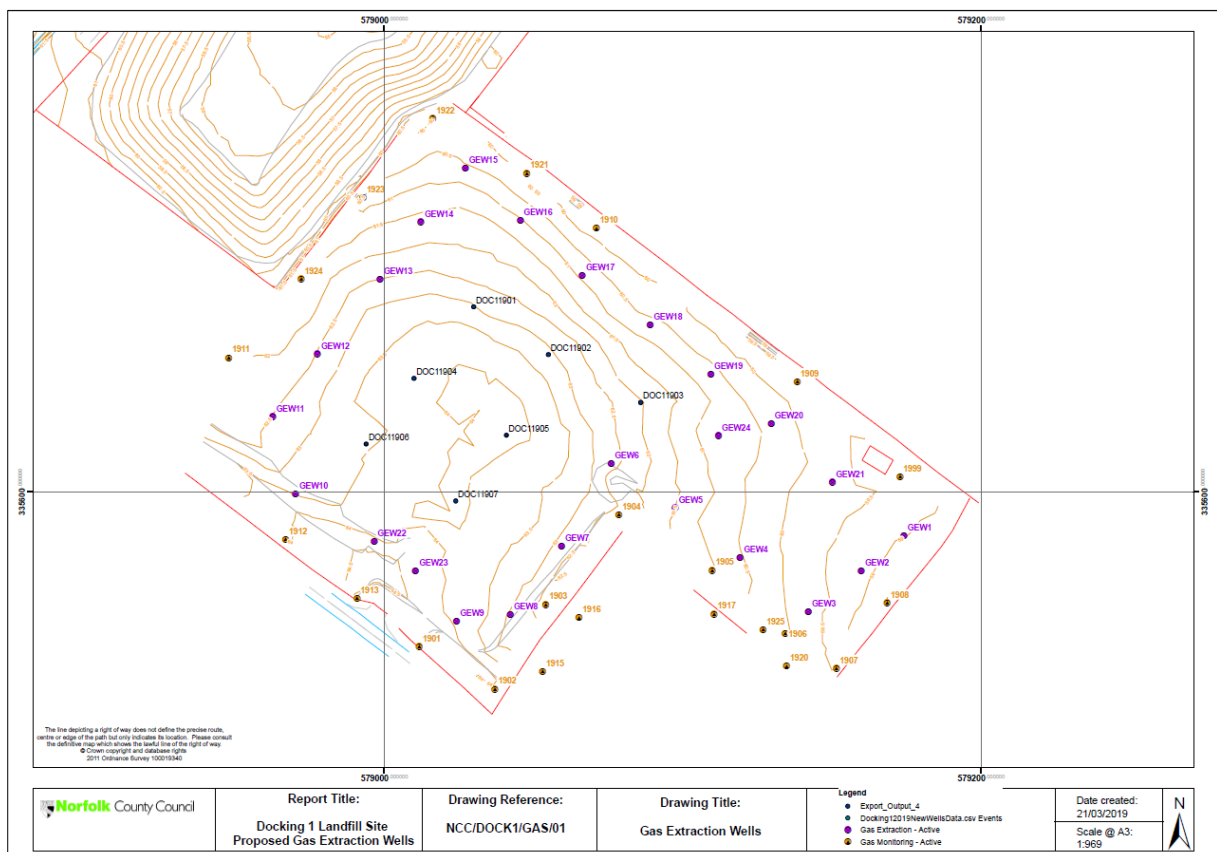 579000.000000
579200.000000
1922
GEW15
1921
1923
GEW14
GEW16
1910
1924
GEW13
GEW17
DOC11901
GEW18
1911
GEW12
DOC11902
DOC11904
GEW19
1909
DOC11903
GEW11
GEW20
DOC11906
DOC11905
GEW24
GEW6
1999
GEW21
335600.000000
335600.000000
GEW10
DOC11907
GEW5
1904
1912
GEW22
GEW7
GEW1
GEW4
GEW23
1905
GEW2
1913
1903
1908
GEW9
GEW8
1916
1917
GEW3
1925
1906
1901
1915
1920
1907
1902
The line depicting a right of way does not define the precise route,
centre or edge of the path but only indicates its location. Please consult
the definitive map which shows the lawful line of the right of way.
© Crown copyright and database rights
2011 Ordnance Survey 100019340
579000.000000
579200.000000
Norfolk County Council
Report Title:
Docking 1 Landfill Site
Proposed Gas Extraction Wells
Drawing Reference:
NCC/DOCK1/GAS/01
Drawing Title:
Gas Extraction Wells
Legend
Export_Output_4
Docking12019NewWellsData.csv Events
Gas Extraction - Active
Gas Monitoring - Active
Date created:
21/03/2019
Scale @ A3:
1:969
N